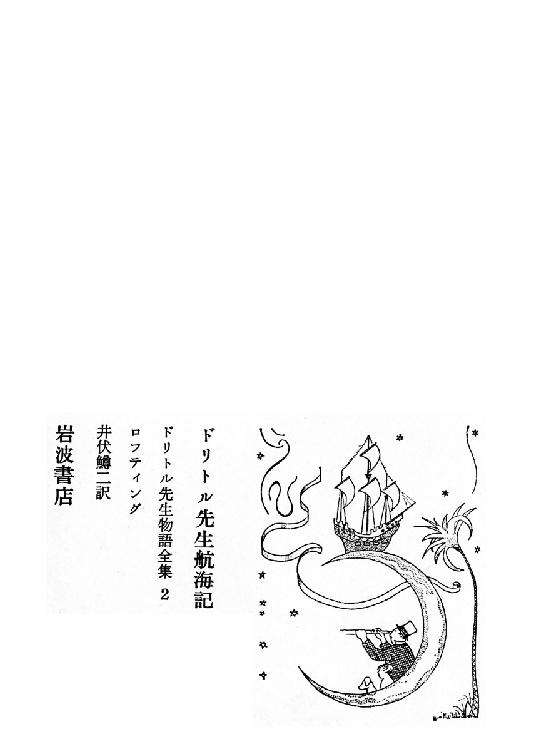 ドリトル先生航海記
ドリトル先生物語全集 2
ロフティング
井伏鱒二訳
岩波書店